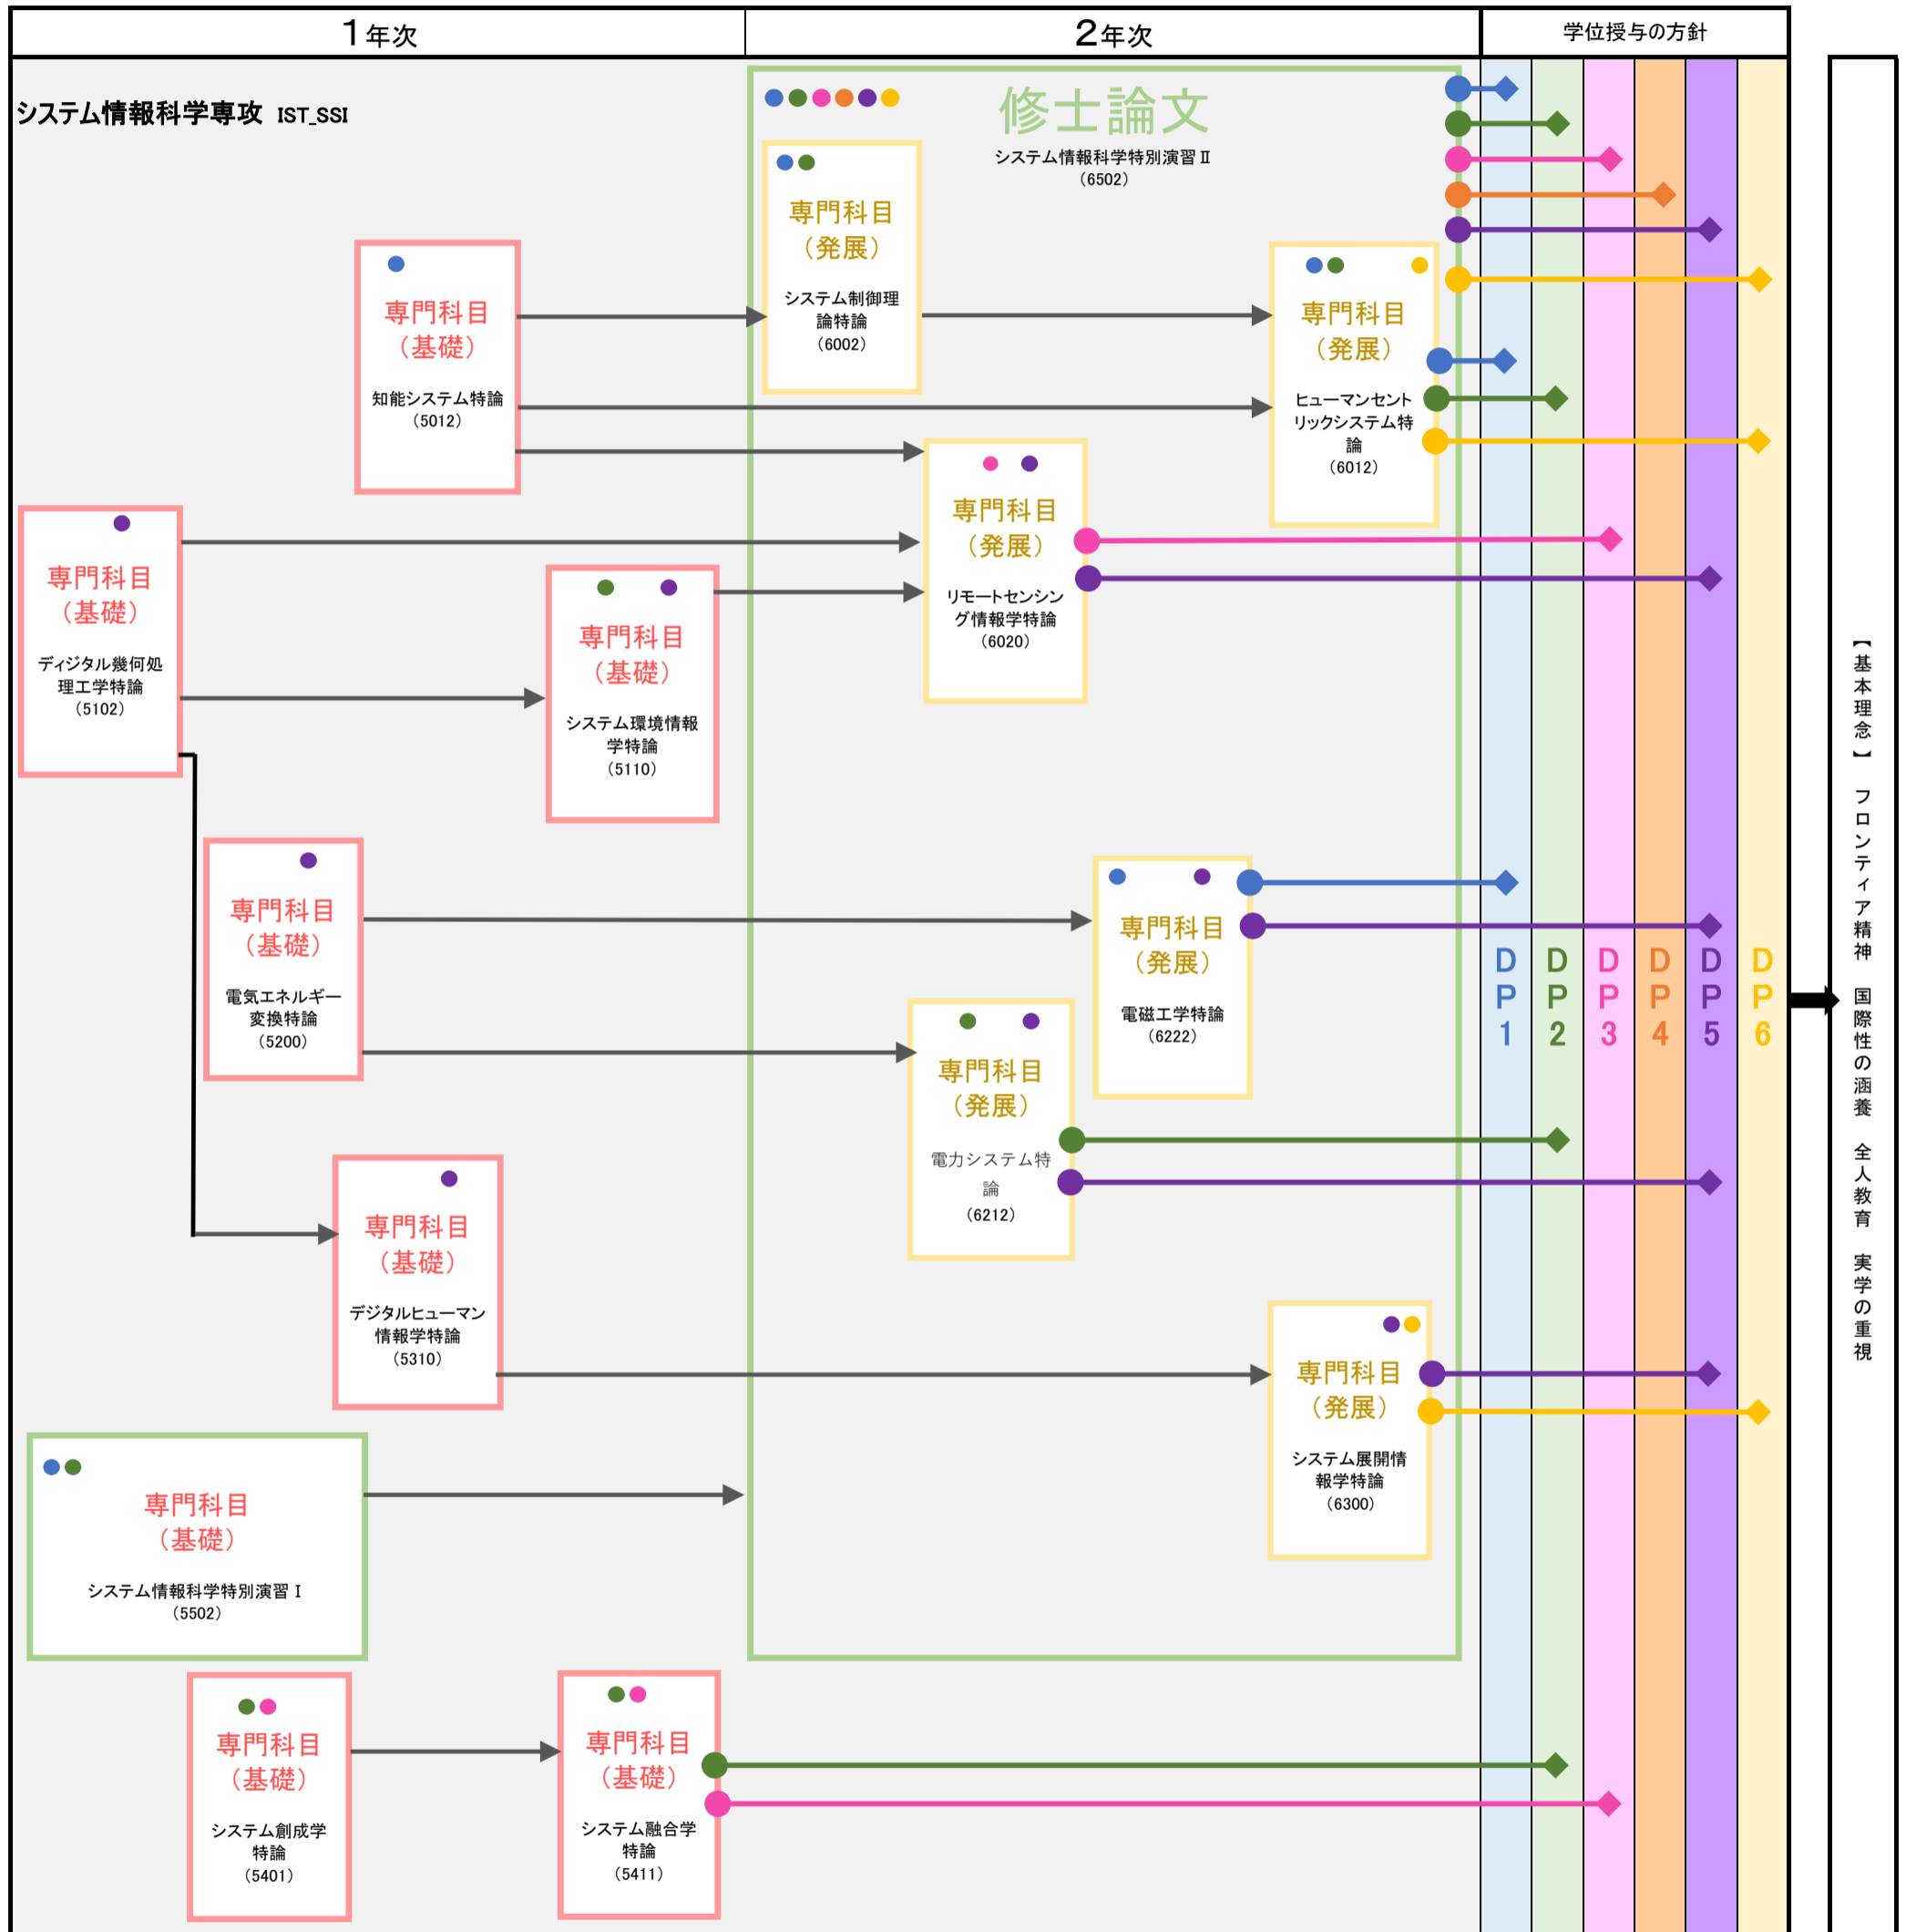 1年次
2年次
学位授与の方針
システム情報科学専攻 IST_SSI
修士論文
システム情報科学特別演習Ⅱ
(6502)
専門科目
(発展)
システム制御理
論特論
(6002)
専門科目
(基礎)
知能システム特論
(5012)
専門科目
(発展)
ヒューマンセント
リックシステム特
論
(6012)
専門科目
(発展)
リモートセンシン
グ情報学特論
(6020)
専門科目
(基礎)
ディジタル幾何処
理工学特論
(5102)
専門科目
(基礎)
システム環境情報
学特論
(5110)
専門科目
(基礎)
電気エネルギー
変換特論
(5200)
専門科目
(発展)
電磁工学特論
(6222)
専門科目
(発展)
電力システム特
論
(6212)
専門科目
(基礎)
デジタルヒューマン
情報学特論
(5310)
専門科目
(発展)
システム展開情
報学特論
(6300)
専門科目
(基礎)
システム情報科学特別演習Ⅰ
(5502)
専門科目
(基礎)
システム創成学
特論
(5401)
専門科目
(基礎)
システム融合学
特論
(5411)
DP1
DP2
DP3
DP4
DP5
DP6
【基本理念】 フロンティア精神 国際性の涵養 全人教育 実学の重視